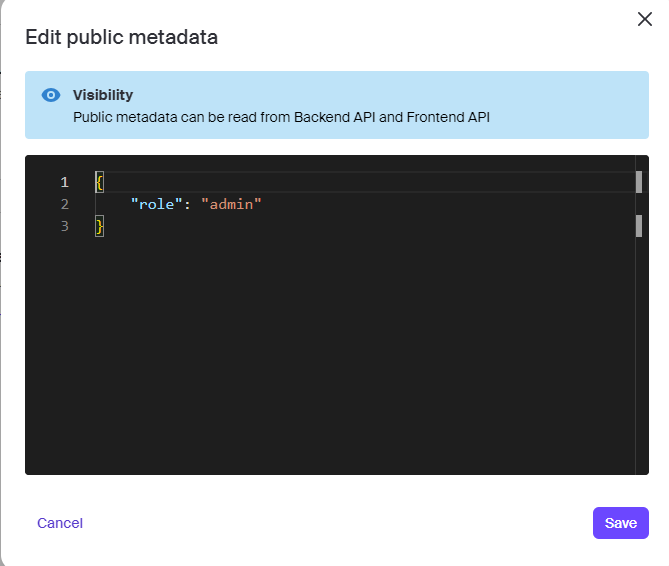 Edit public metadata
Visibility
Public metadata can be read from Backend API and Frontend API
1 {
2 "role": "admin"
3 }
Cancel
Save